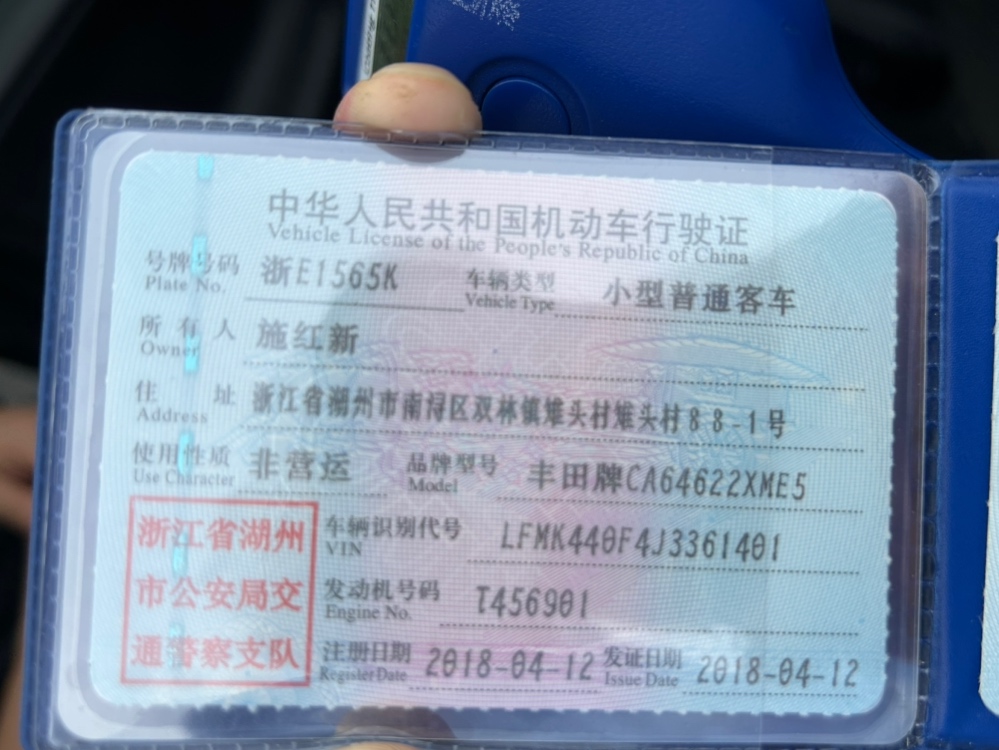 中华人民共和国机动车行驶证
Vehicle License of the People's Republic of China
号牌号码 浙E1565K 车辆类型 小型普通客车
Plate No. Vehicle Type
所有人 施红新
Owner
住址 浙江省湖州市南浔区双林镇雉头村雉头村88-1号
Address
使用性质 非营运 品牌型号 丰田牌CA64622XME5
Use Character Model
浙江省湖州
市公安局交
通警察支队
车辆识别代号 LFMK440F4J3361401
VIN
发动机号码 T456901
Engine No.
注册日期 2018-04-12 发证日期 2018-04-12
Register Date Issue Date